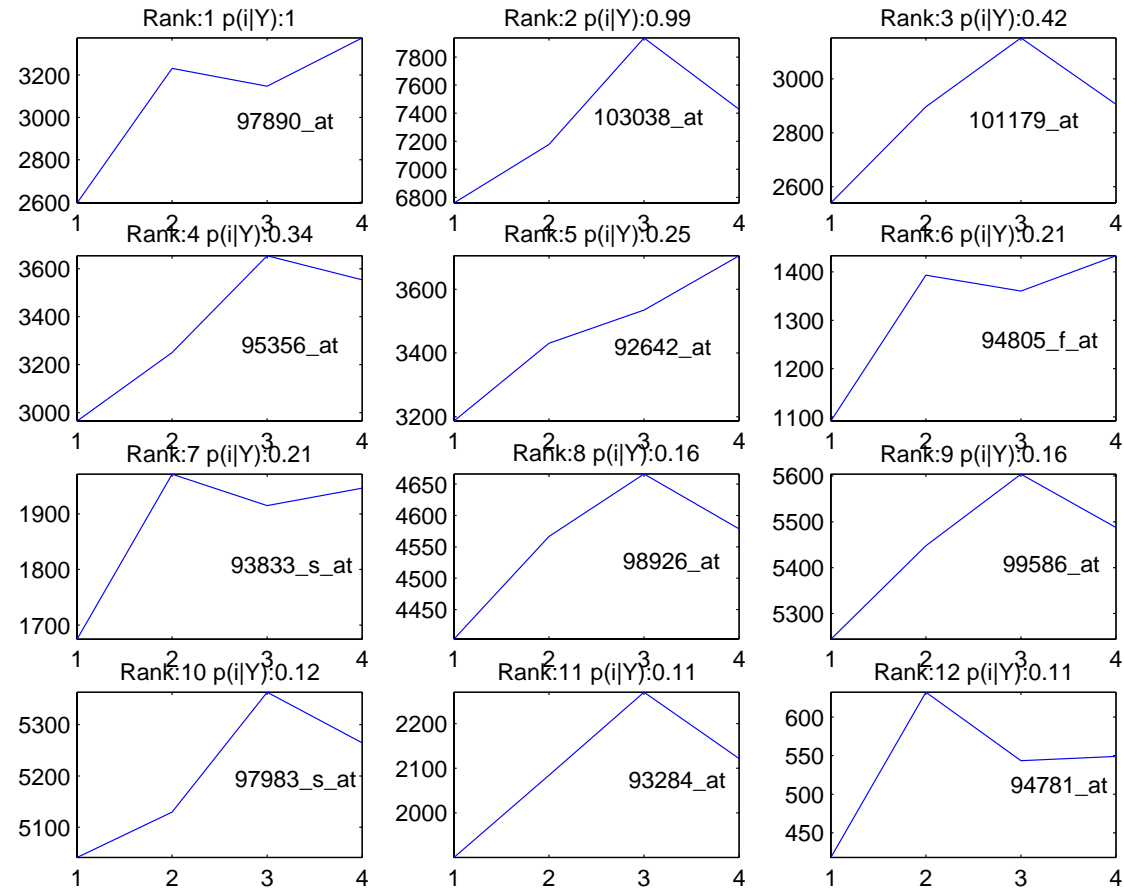 Rank:1 p(i|Y):1
3200
3000
2800
2600
97890_at
1 2 3 4
Rank:2 p(i|Y):0.99
7800
7600
7400
7200
7000
6800
103038_at
1 2 3 4
Rank:3 p(i|Y):0.42
3000
2800
2600
101179_at
1 2 3 4
Rank:4 p(i|Y):0.34
3600
3400
3200
3000
95356_at
1 2 3 4
Rank:5 p(i|Y):0.25
3600
3400
3200
92642_at
1 2 3 4
Rank:6 p(i|Y):0.21
1400
1300
1200
1100
94805_f_at
1 2 3 4
Rank:7 p(i|Y):0.21
1900
1800
1700
93833_s_at
1 2 3 4
Rank:8 p(i|Y):0.16
4650
4600
4550
4500
4450
98926_at
1 2 3 4
Rank:9 p(i|Y):0.16
5600
5500
5400
5300
99586_at
1 2 3 4
Rank:10 p(i|Y):0.12
5300
5200
5100
97983_s_at
1 2 3 4
Rank:11 p(i|Y):0.11
2200
2100
2000
93284_at
1 2 3 4
Rank:12 p(i|Y):0.11
600
550
500
450
94781_at
1 2 3 4